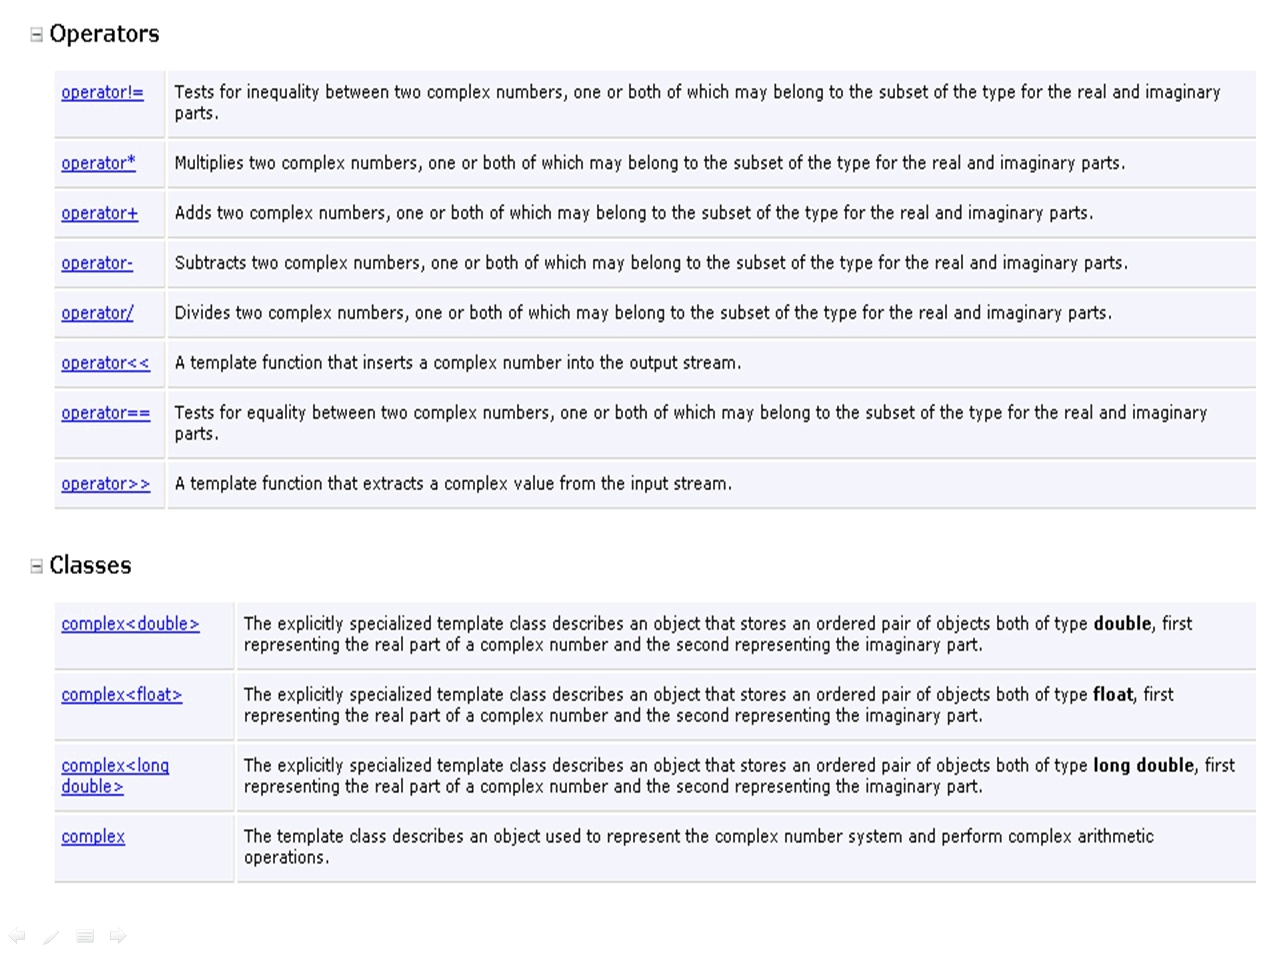 Operators
operator!=
Tests for inequality between two complex numbers, one or both of which may belong to the subset of the type for the real and imaginary
parts.
operator*
Multiplies two complex numbers, one or both of which may belong to the subset of the type for the real and imaginary parts.
operator+
Adds two complex numbers, one or both of which may belong to the subset of the type for the real and imaginary parts.
operator-
Subtracts two complex numbers, one or both of which may belong to the subset of the type for the real and imaginary parts.
operator/
Divides two complex numbers, one or both of which may belong to the subset of the type for the real and imaginary parts.
operator<<
A template function that inserts a complex number into the output stream.
operator==
Tests for equality between two complex numbers, one or both of which may belong to the subset of the type for the real and imaginary
parts.
operator>>
A template function that extracts a complex value from the input stream.
Classes
complex<double>
The explicitly specialized template class describes an object that stores an ordered pair of objects both of type double, first
representing the real part of a complex number and the second representing the imaginary part.
complex<float>
The explicitly specialized template class describes an object that stores an ordered pair of objects both of type float, first
representing the real part of a complex number and the second representing the imaginary part.
complex<long
double>
The explicitly specialized template class describes an object that stores an ordered pair of objects both of type long double, first
representing the real part of a complex number and the second representing the imaginary part.
complex
The template class describes an object used to represent the complex number system and perform complex arithmetic
operations.